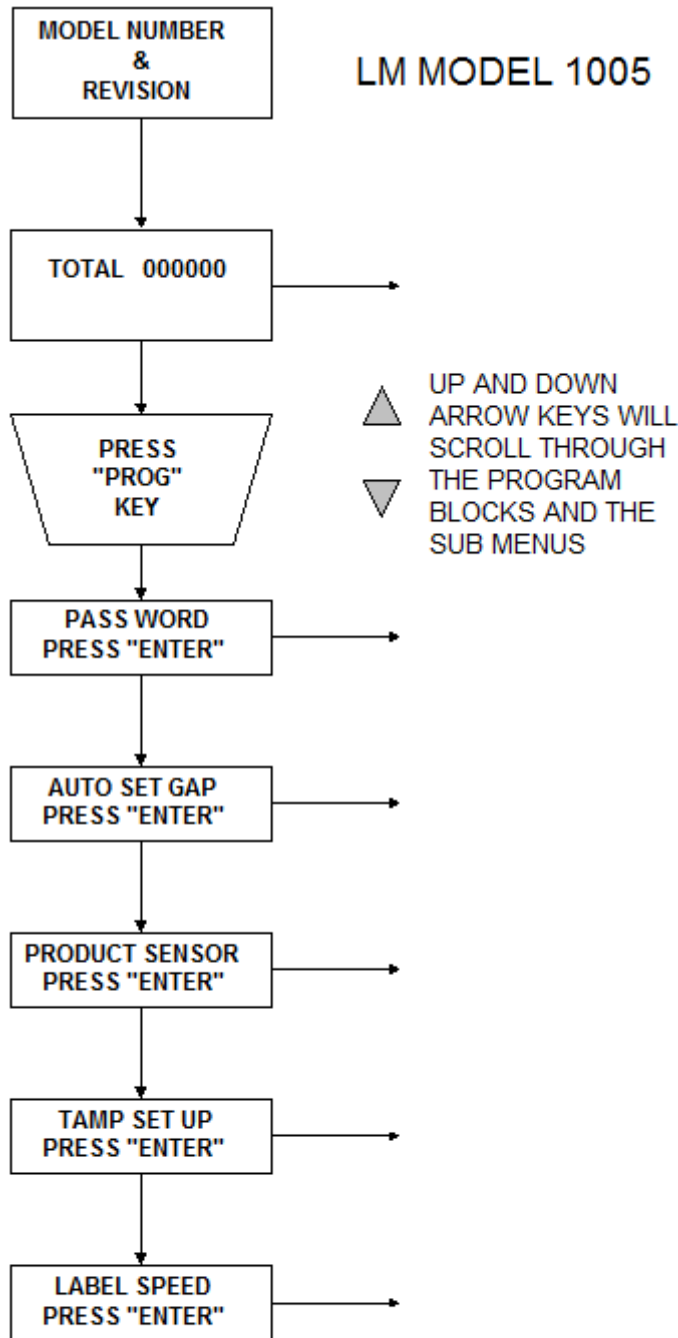 MODEL NUMBER
&
REVISION
LM MODEL 1005
TOTAL 000000
UP AND DOWN
ARROW KEYS WILL
SCROLL THROUGH
THE PROGRAM
BLOCKS AND THE
SUB MENUS
PRESS
"PROG"
KEY
PASS WORD
PRESS "ENTER"
AUTO SET GAP
PRESS "ENTER"
PRODUCT SENSOR
PRESS "ENTER"
TAMP SET UP
PRESS "ENTER"
LABEL SPEED
PRESS "ENTER"